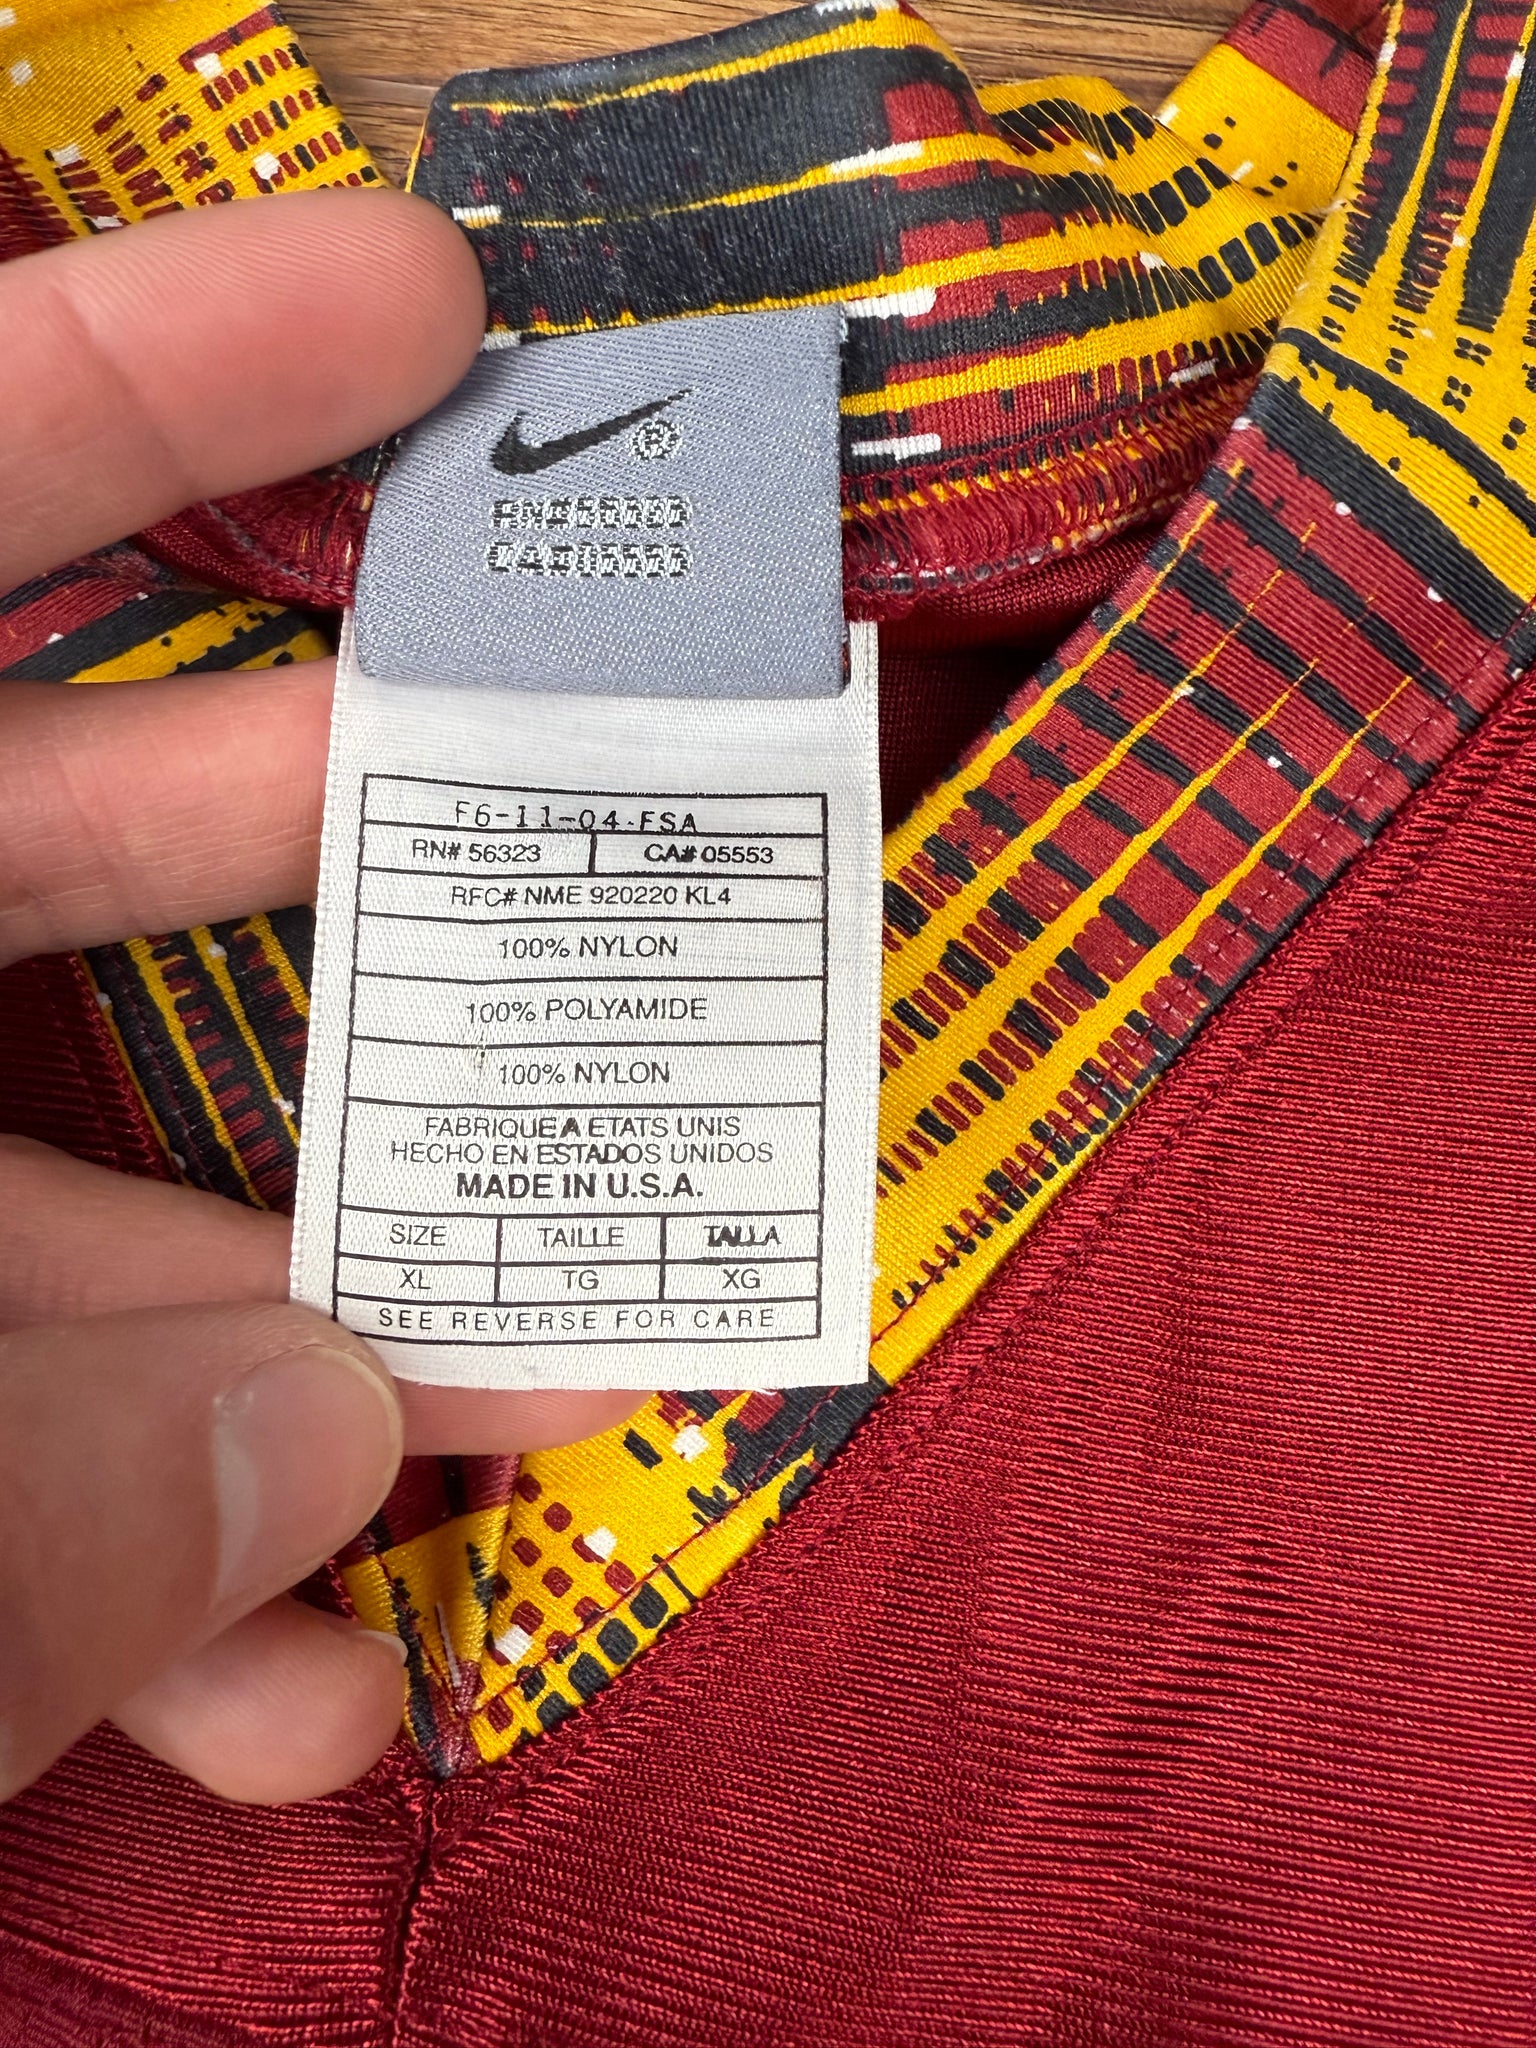 ®
F6-11-04-FSA
RN# 56323 CA# 05553
RFC# NME 920220 KL4
100% NYLON
100% POLYAMIDE
100% NYLON
FABRIQUE A ETATS UNIS
HECHO EN ESTADOS UNIDOS
MADE IN U.S.A.
SIZE TAILLE TALLA
XL TG XG
SEE REVERSE FOR CARE